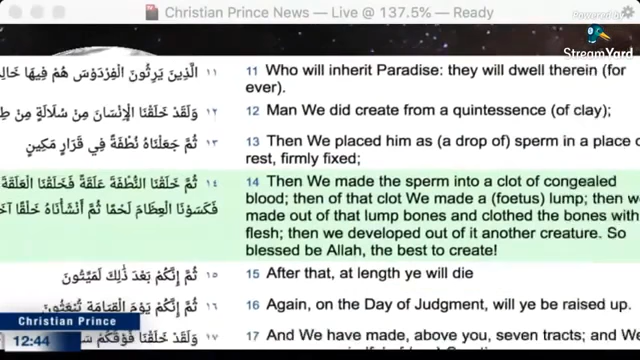 Christian Prince News — Live @ 137.5% — Ready
Powered by
StreamYard
١١ الَّذِينَ يَرِثُونَ الْفِرْدَوْسَ هُمْ فِيهَا
11 Who will inherit Paradise: they will dwell therein (for
ever).
١٢ وَلَقَدْ خَلَقْنَا الْإِنْسَانَ مِنْ سُلَالَةٍ مِنْ
12 Man We did create from a quintessence (of clay);
١٣ ثُمَّ جَعَلْنَاهُ نُطْفَةً فِي قَرَارٍ مَكِينٍ
13 Then We placed him as (a drop of) sperm in a place
rest, firmly fixed;
١٤ ثُمَّ خَلَقْنَا النُّطْفَةَ عَلَقَةً فَخَلَقْنَا الْعَلَقَةَ
فَكَسَوْنَا الْعِظَامَ لَحْمًا ثُمَّ أَنْشَأْنَاهُ خَلْقًا
14 Then We made the sperm into a clot of congealed
blood; then of that clot We made a (foetus) lump; then we
made out of that lump bones and clothed the bones with
flesh; then we developed out of it another creature. So
blessed be Allah, the best to create!
١٥ ثُمَّ إِنَّكُمْ بَعْدَ ذَٰلِكَ لَمَيِّتُونَ
15 After that, at length ye will die
١٦ ثُمَّ إِنَّكُمْ يَوْمَ الْقِيَامَةِ تُبْعَثُونَ
16 Again, on the Day of Judgment, will ye be raised up.
١٧ وَلَقَدْ خَلَقْنَا فَوْقَكُمْ
17 And We have made, above you, seven tracts; and We
Christian Prince
12:44